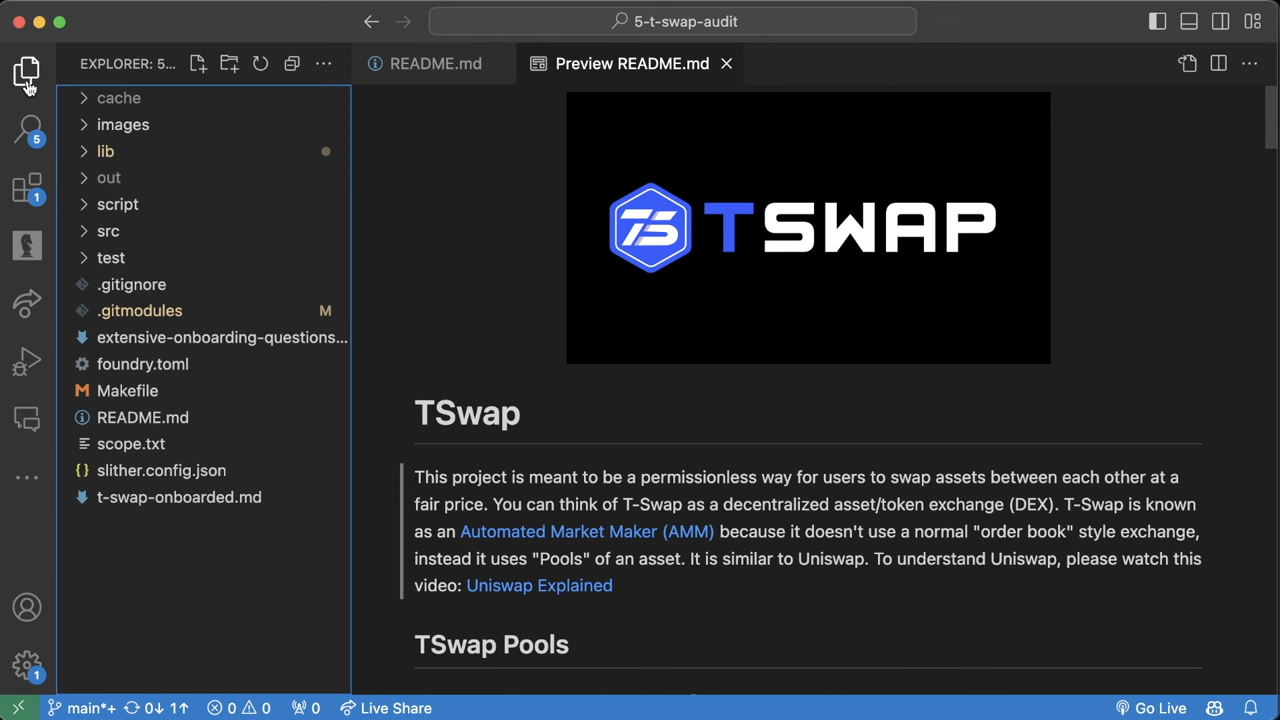 5-t-swap-audit
EXPLORER: 5...
README.md
Preview README.md
cache
images
lib
out
script
src
test
.gitignore
.gitmodules M
extensive-onboarding-questions...
foundry.toml
Makefile
README.md
scope.txt
slither.config.json
t-swap-onboarded.md
5
1
1
TS TSWAP
TSwap
This project is meant to be a permissionless way for users to swap assets between each other at a
fair price. You can think of T-Swap as a decentralized asset/token exchange (DEX). T-Swap is known
as an Automated Market Maker (AMM) because it doesn't use a normal "order book" style exchange,
instead it uses "Pools" of an asset. It is similar to Uniswap. To understand Uniswap, please watch this
video: Uniswap Explained
TSwap Pools
main*+ 0↓ 1↑ 0 0 0 Live Share Go Live